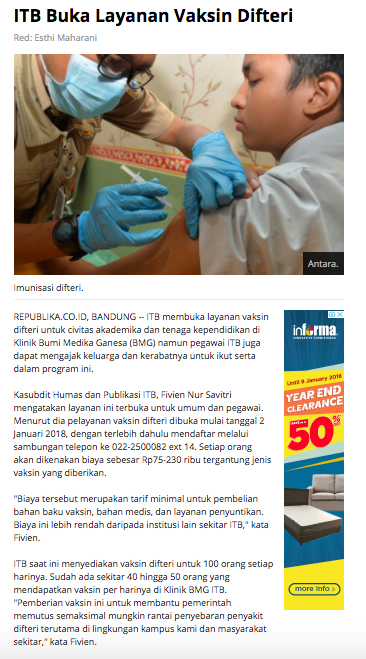 ITB Buka Layanan Vaksin Difteri
Red: Esthi Maharani
Antara.
Imunisasi difteri.
REPUBLIKA.CO.ID, BANDUNG -- ITB membuka layanan vaksin
difteri untuk civitas akademika dan tenaga kependidikan di
Klinik Bumi Medika Ganesa (BMG) namun pegawai ITB juga
dapat mengajak keluarga dan kerabatnya untuk ikut serta
dalam program ini.
Kasubdit Humas dan Publikasi ITB, Fivien Nur Savitri
mengatakan layanan ini terbuka untuk umum dan pegawai.
Menurut dia pelayanan vaksin difteri dibuka mulai tanggal 2
Januari 2018, dengan terlebih dahulu mendaftar melalui
sambungan telepon ke 022-2500082 ext 14. Setiap orang
akan dikenakan biaya sebesar Rp75-230 ribu tergantung jenis
vaksin yang diberikan.
"Biaya tersebut merupakan tarif minimal untuk pembelian
bahan baku vaksin, bahan medis, dan layanan penyuntikan.
Biaya ini lebih rendah daripada institusi lain sekitar ITB," kata
Fivien.
ITB saat ini menyediakan vaksin difteri untuk 100 orang setiap
harinya. Sudah ada sekitar 40 hingga 50 orang yang
mendapatkan vaksin per harinya di Klinik BMG ITB.
"Pemberian vaksin ini untuk membantu pemerintah
memutus semaksimal mungkin rantai penyebaran penyakit
difteri terutama di lingkungan kampus kami dan masyarakat
sekitar," kata Fivien.
informa
INNOVATIVE FURNISHINGS
Until 8 January 2018
YEAR END
CLEARANCE
50%
more info